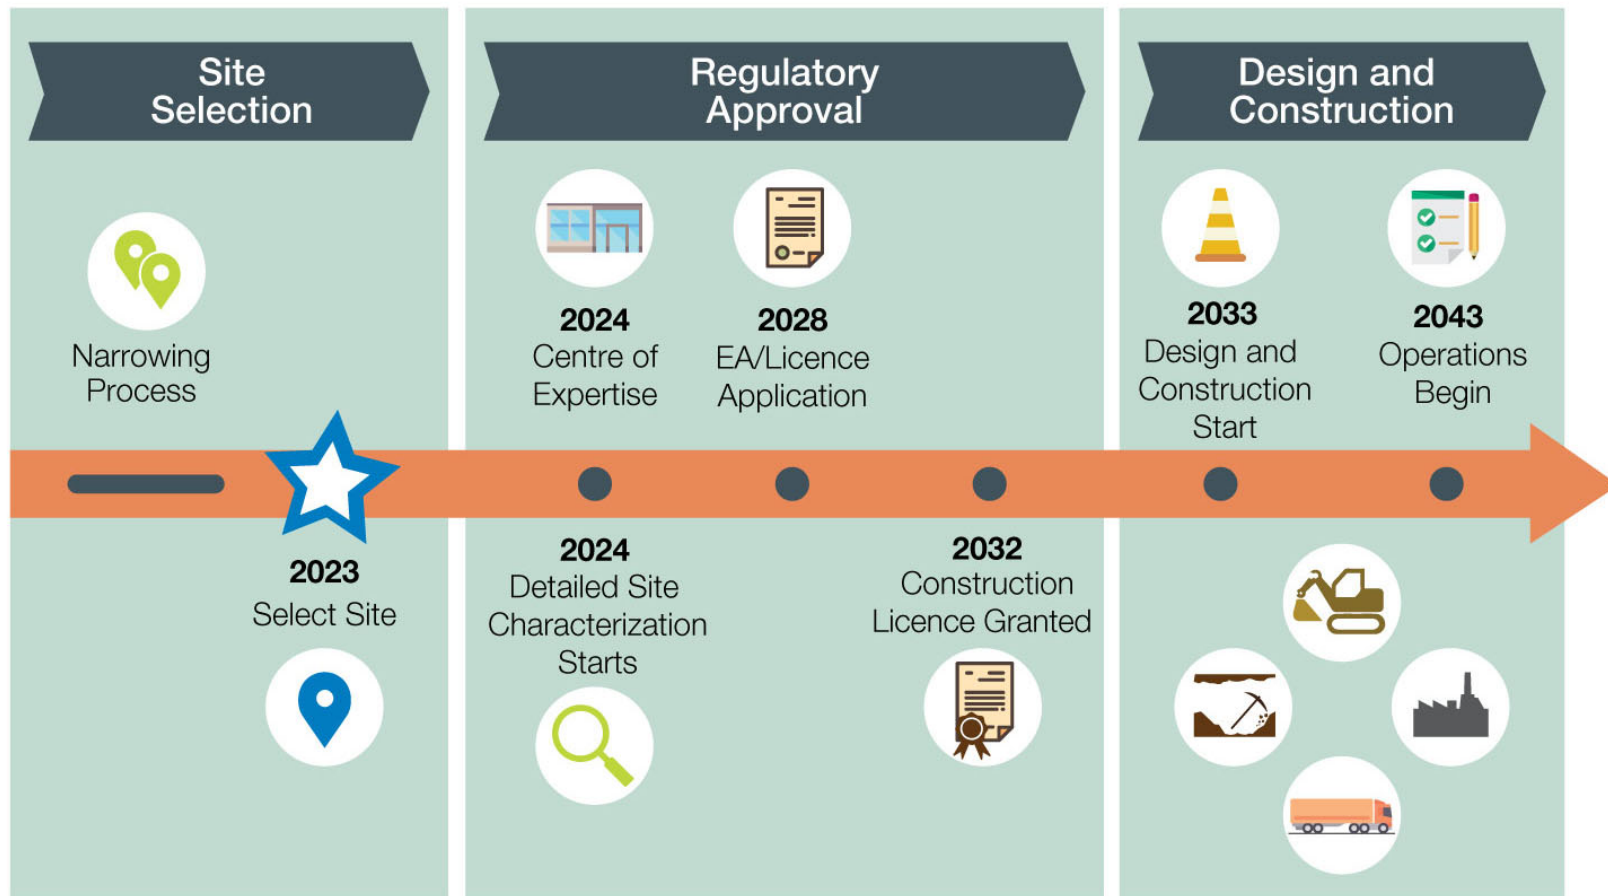 Site
Selection
Narrowing
Process
2023
Select Site
Regulatory
Approval
2024
Centre of
Expertise
2028
EA/Licence
Application
2024
Detailed Site
Characterization
Starts
2032
Construction
Licence Granted
Design and
Construction
2033
Design and
Construction
Start
2043
Operations
Begin